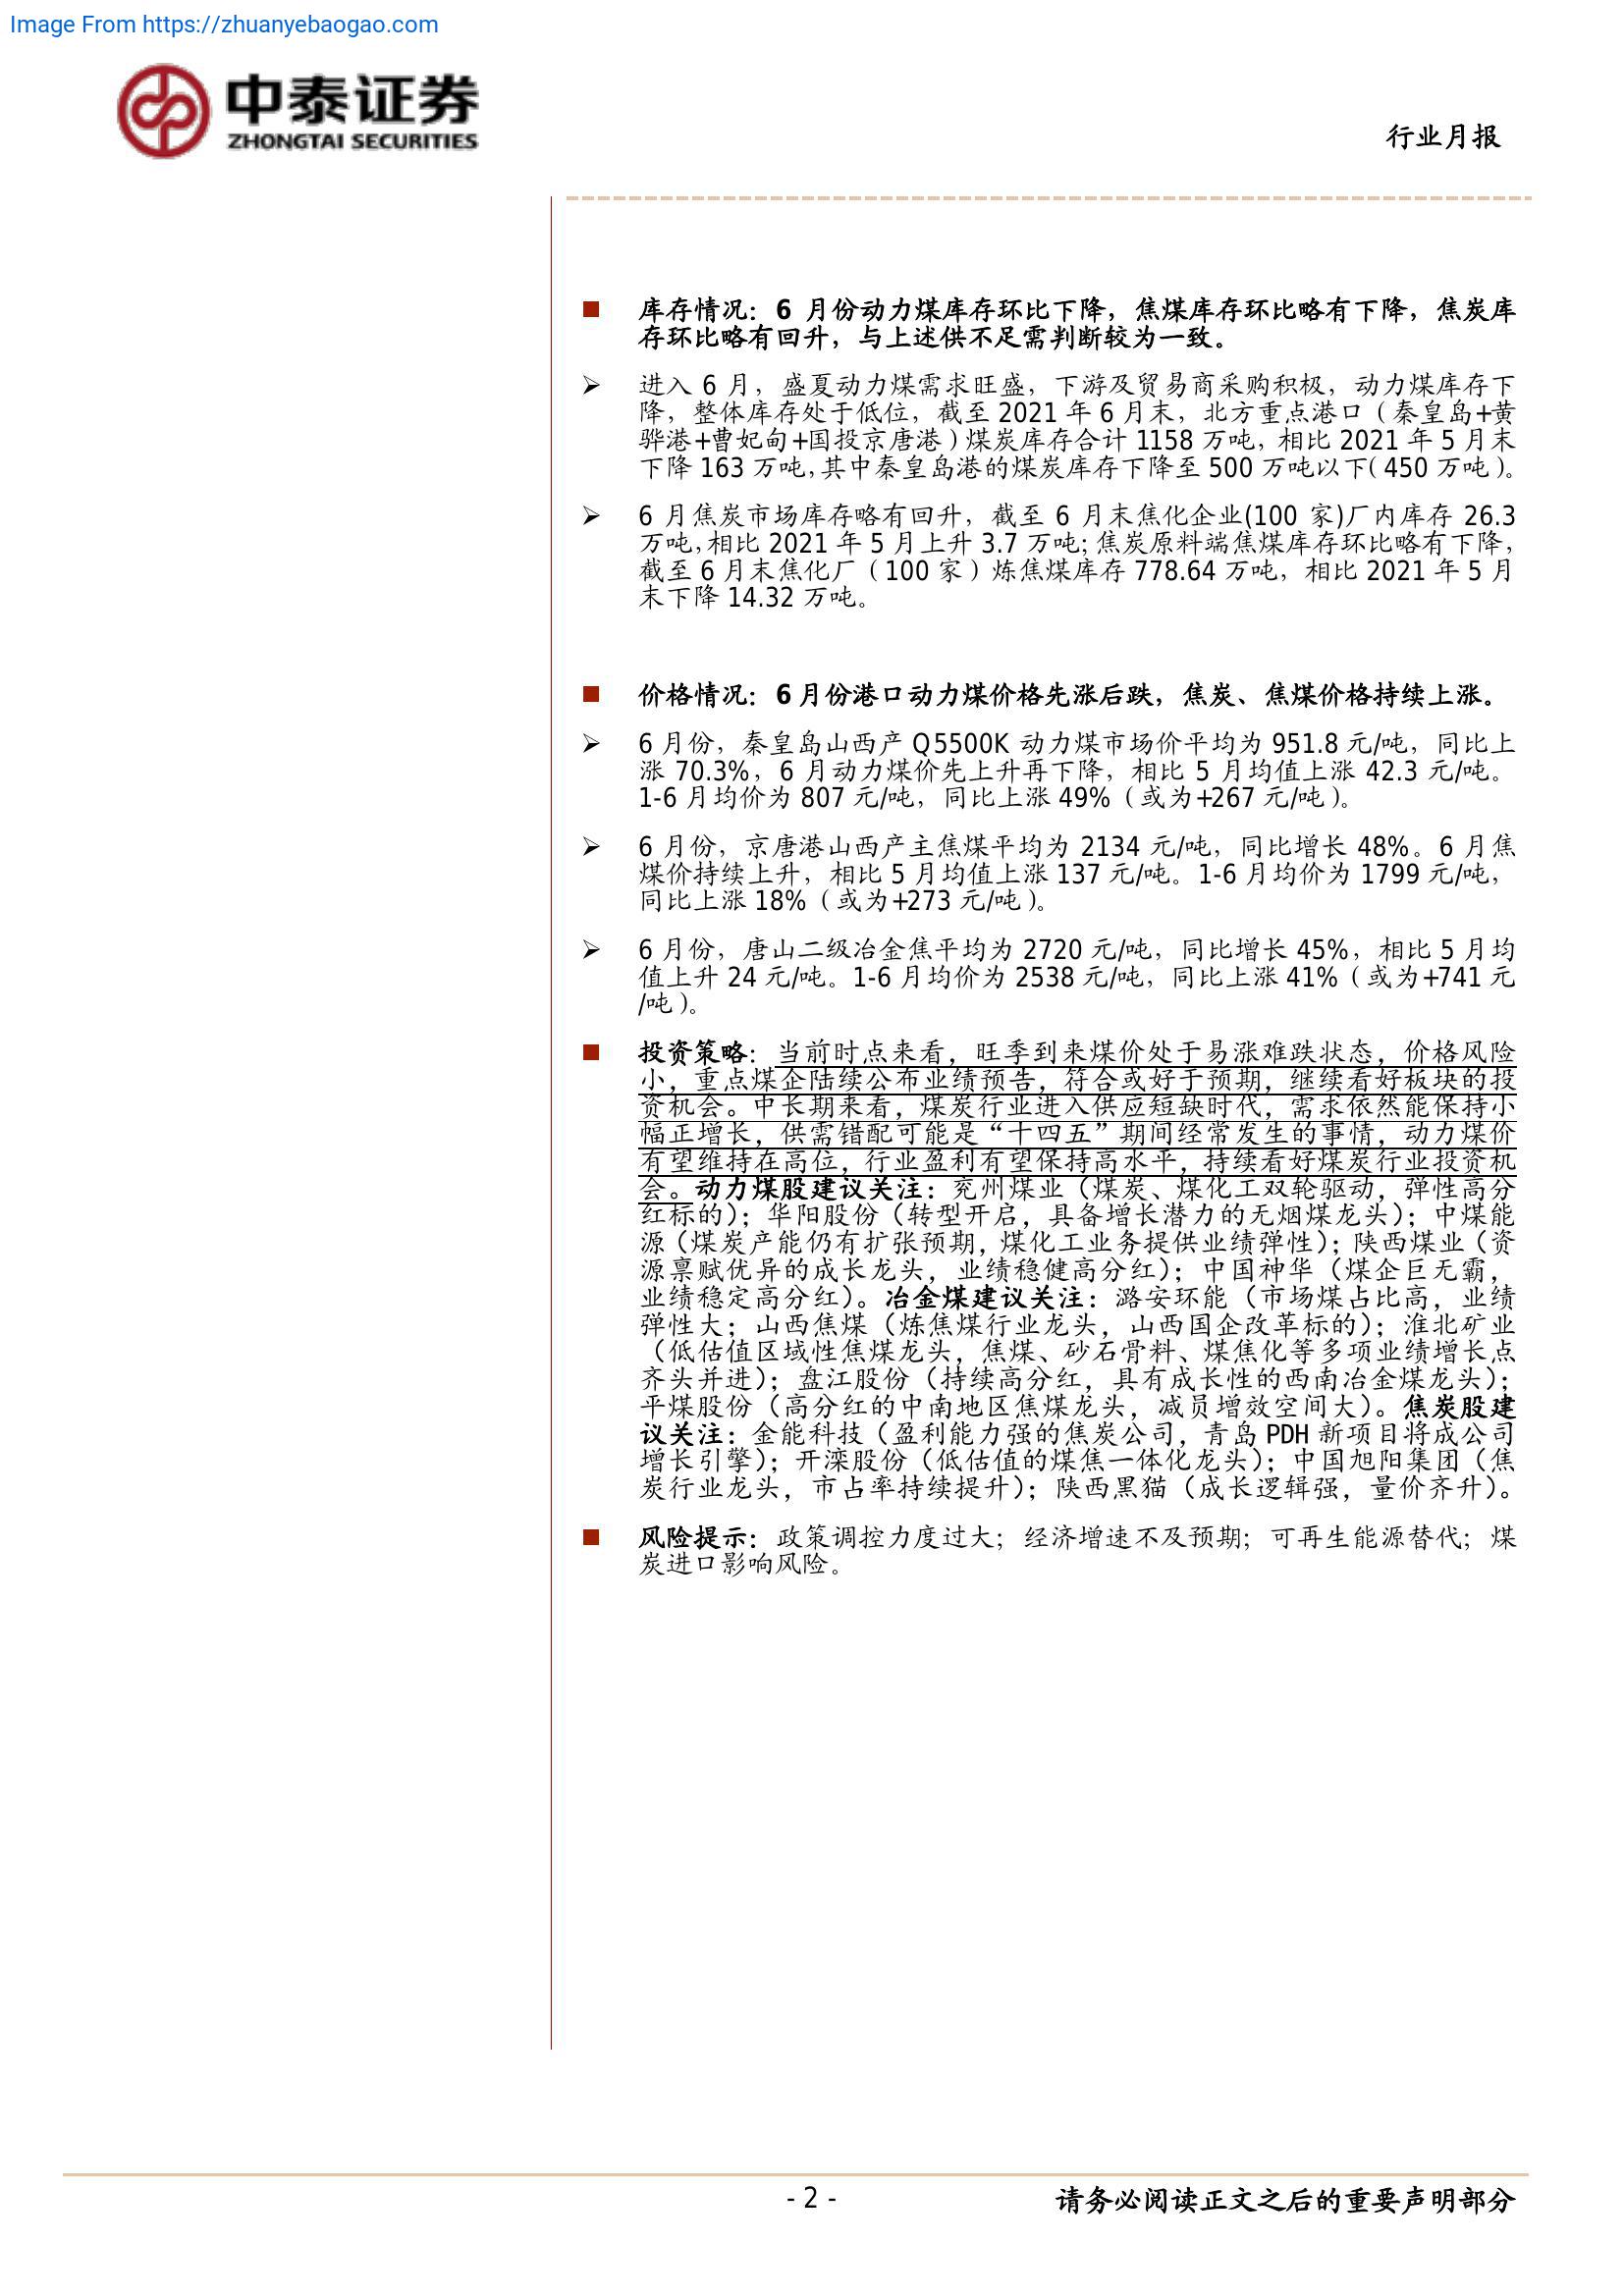 Image From https://zhuanyebaogao.com
中泰证券
ZHONGTAI SECURITIES
行业月报
■ 库存情况：6 月份动力煤库存环比下降，焦煤库存环比略有下降，焦炭库
存环比略有回升，与上述供不足需判断较为一致。
➢ 进入 6 月，盛夏动力煤需求旺盛，下游及贸易商采购积极，动力煤库存下
降，整体库存处于低位，截至 2021 年 6 月末，北方重点港口（秦皇岛+黄
骅港+曹妃甸+国投京唐港）煤炭库存合计 1158 万吨，相比 2021 年 5 月末
下降 163 万吨，其中秦皇岛港的煤炭库存下降至 500 万吨以下（450 万吨）。
➢ 6 月焦炭市场库存略有回升，截至 6 月末焦化企业(100 家)厂内库存 26.3
万吨，相比 2021 年 5 月上升 3.7 万吨；焦炭原料端焦煤库存环比略有下降，
截至 6 月末焦化厂（100 家）炼焦煤库存 778.64 万吨，相比 2021 年 5 月
末下降 14.32 万吨。
■ 价格情况：6 月份港口动力煤价格先涨后跌，焦炭、焦煤价格持续上涨。
➢ 6 月份，秦皇岛山西产 Q5500K 动力煤市场价平均为 951.8 元/吨，同比上
涨 70.3%，6 月动力煤价先上升再下降，相比 5 月均值上涨 42.3 元/吨。
1-6 月均价为 807 元/吨，同比上涨 49%（或为+267 元/吨）。
➢ 6 月份，京唐港山西产主焦煤平均为 2134 元/吨，同比增长 48%。6 月焦
煤价持续上升，相比 5 月均值上涨 137 元/吨。1-6 月均价为 1799 元/吨，
同比上涨 18%（或为+273 元/吨）。
➢ 6 月份，唐山二级冶金焦平均为 2720 元/吨，同比增长 45%，相比 5 月均
值上升 24 元/吨。1-6 月均价为 2538 元/吨，同比上涨 41%（或为+741 元
/吨）。
■ 投资策略：当前时点来看，旺季到来煤价处于易涨难跌状态，价格风险
小，重点煤企陆续公布业绩预告，符合或好于预期，继续看好板块的投
资机会。中长期来看，煤炭行业进入供应短缺时代，需求依然能保持小
幅正增长，供需错配可能是“十四五”期间经常发生的事情，动力煤价
有望维持在高位，行业盈利有望保持高水平，持续看好煤炭行业投资机
会。动力煤股建议关注：兖州煤业（煤炭、煤化工双轮驱动，弹性高分
红标的）；华阳股份（转型开启，具备增长潜力的无烟煤龙头）；中煤能
源（煤炭产能仍有扩张预期，煤化工业务提供业绩弹性）；陕西煤业（资
源禀赋优异的成长龙头，业绩稳健高分红）；中国神华（煤企巨无霸，
业绩稳定高分红）。冶金煤建议关注：潞安环能（市场煤占比高，业绩
弹性大；山西焦煤（炼焦煤行业龙头，山西国企改革标的）；淮北矿业
（低估值区域性焦煤龙头，焦煤、砂石骨料、煤焦化等多项业绩增长点
齐头并进）；盘江股份（持续高分红，具有成长性的西南冶金煤龙头）；
平煤股份（高分红的中南地区焦煤龙头，减员增效空间大）。焦炭股建
议关注：金能科技（盈利能力强的焦炭公司，青岛 PDH 新项目将成公司
增长引擎）；开滦股份（低估值的煤焦一体化龙头）；中国旭阳集团（焦
炭行业龙头，市占率持续提升）；陕西黑猫（成长逻辑强，量价齐升）。
■ 风险提示：政策调控力度过大；经济增速不及预期；可再生能源替代；煤
炭进口影响风险。
- 2 -
请务必阅读正文之后的重要声明部分